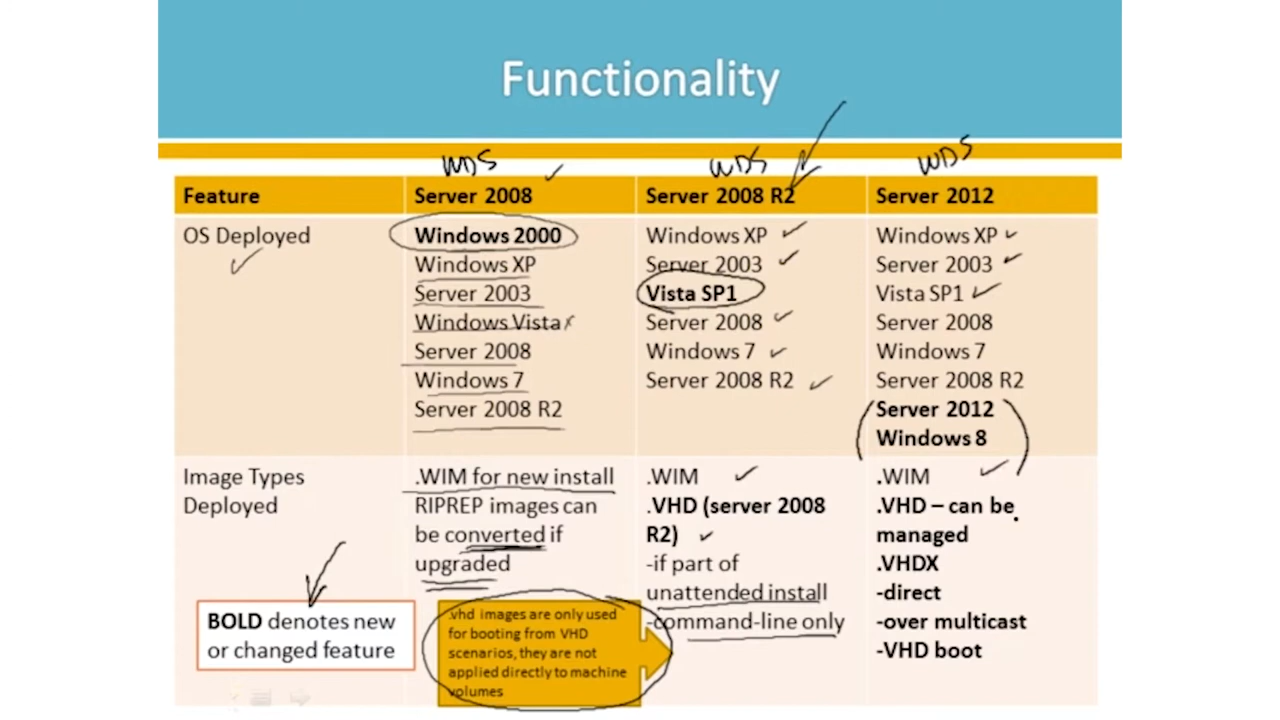 Functionality
WDS WDS WDS
Feature Server 2008 Server 2008 R2 Server 2012
OS Deployed Windows 2000 Windows XP Windows XP
Windows XP Server 2003 Server 2003
Server 2003 Vista SP1 Vista SP1
Windows Vista Server 2008 Server 2008
Server 2008 Windows 7 Windows 7
Windows 7 Server 2008 R2 Server 2008 R2
Server 2008 R2 Server 2012
Windows 8
Image Types .WIM for new install .WIM .WIM
Deployed RIPREP images can .VHD (server 2008 .VHD – can be
be converted if R2) managed
upgraded -if part of .VHDX
unattended install -direct
-command-line only -over multicast
-VHD boot
BOLD denotes new
or changed feature
.vhd images are only used
for booting from VHD
scenarios, they are not
applied directly to machine
volumes